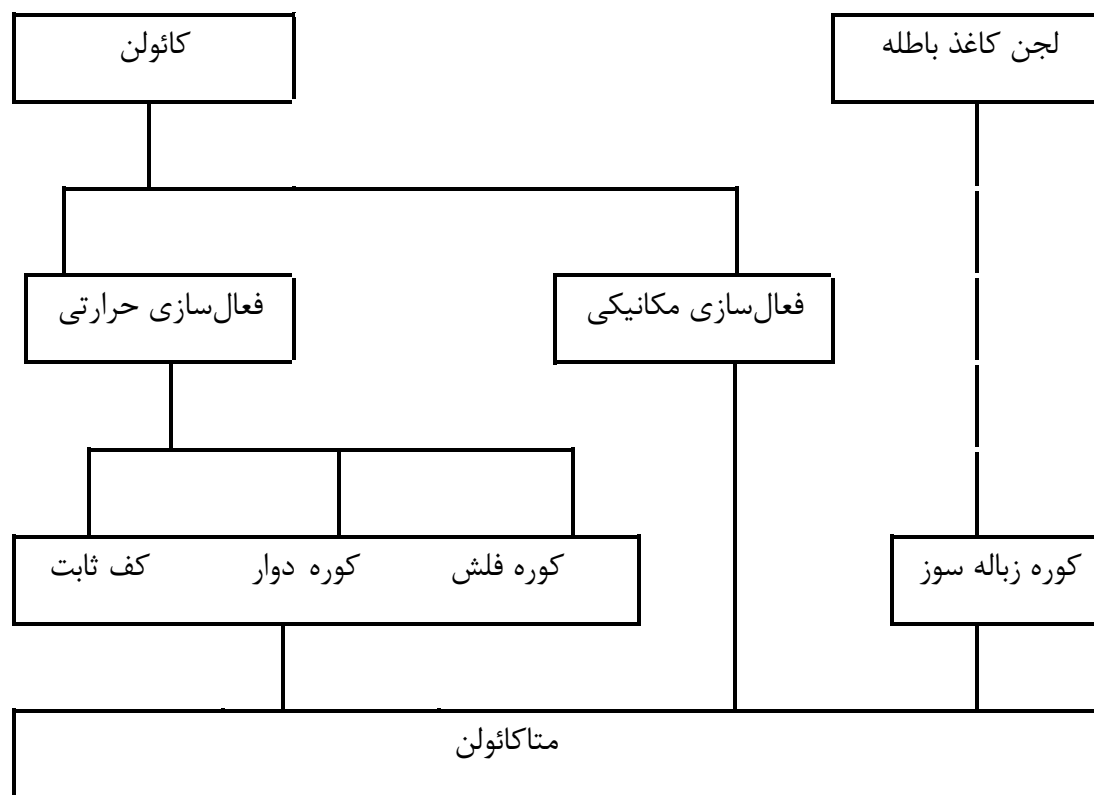 لجن کاغذ باطله
کائولن
فعال‌سازی مکانیکی
فعال‌سازی حرارتی
کوره زباله سوز
کوره فلش
کوره دوار
کف ثابت
متاکائولن